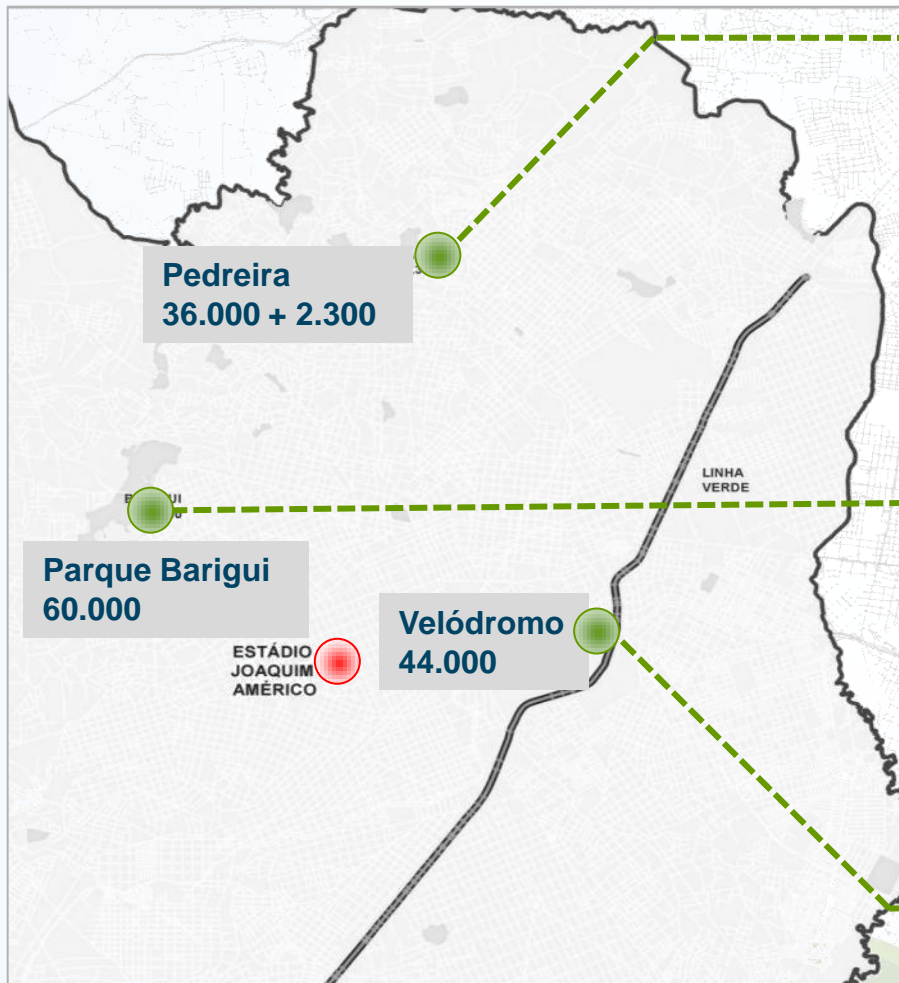 Pedreira
36.000 + 2.300
LINHA
VERDE
Parque Barigui
60.000
Velódromo
44.000
ESTÁDIO
JOAQUIM
AMÉRICO